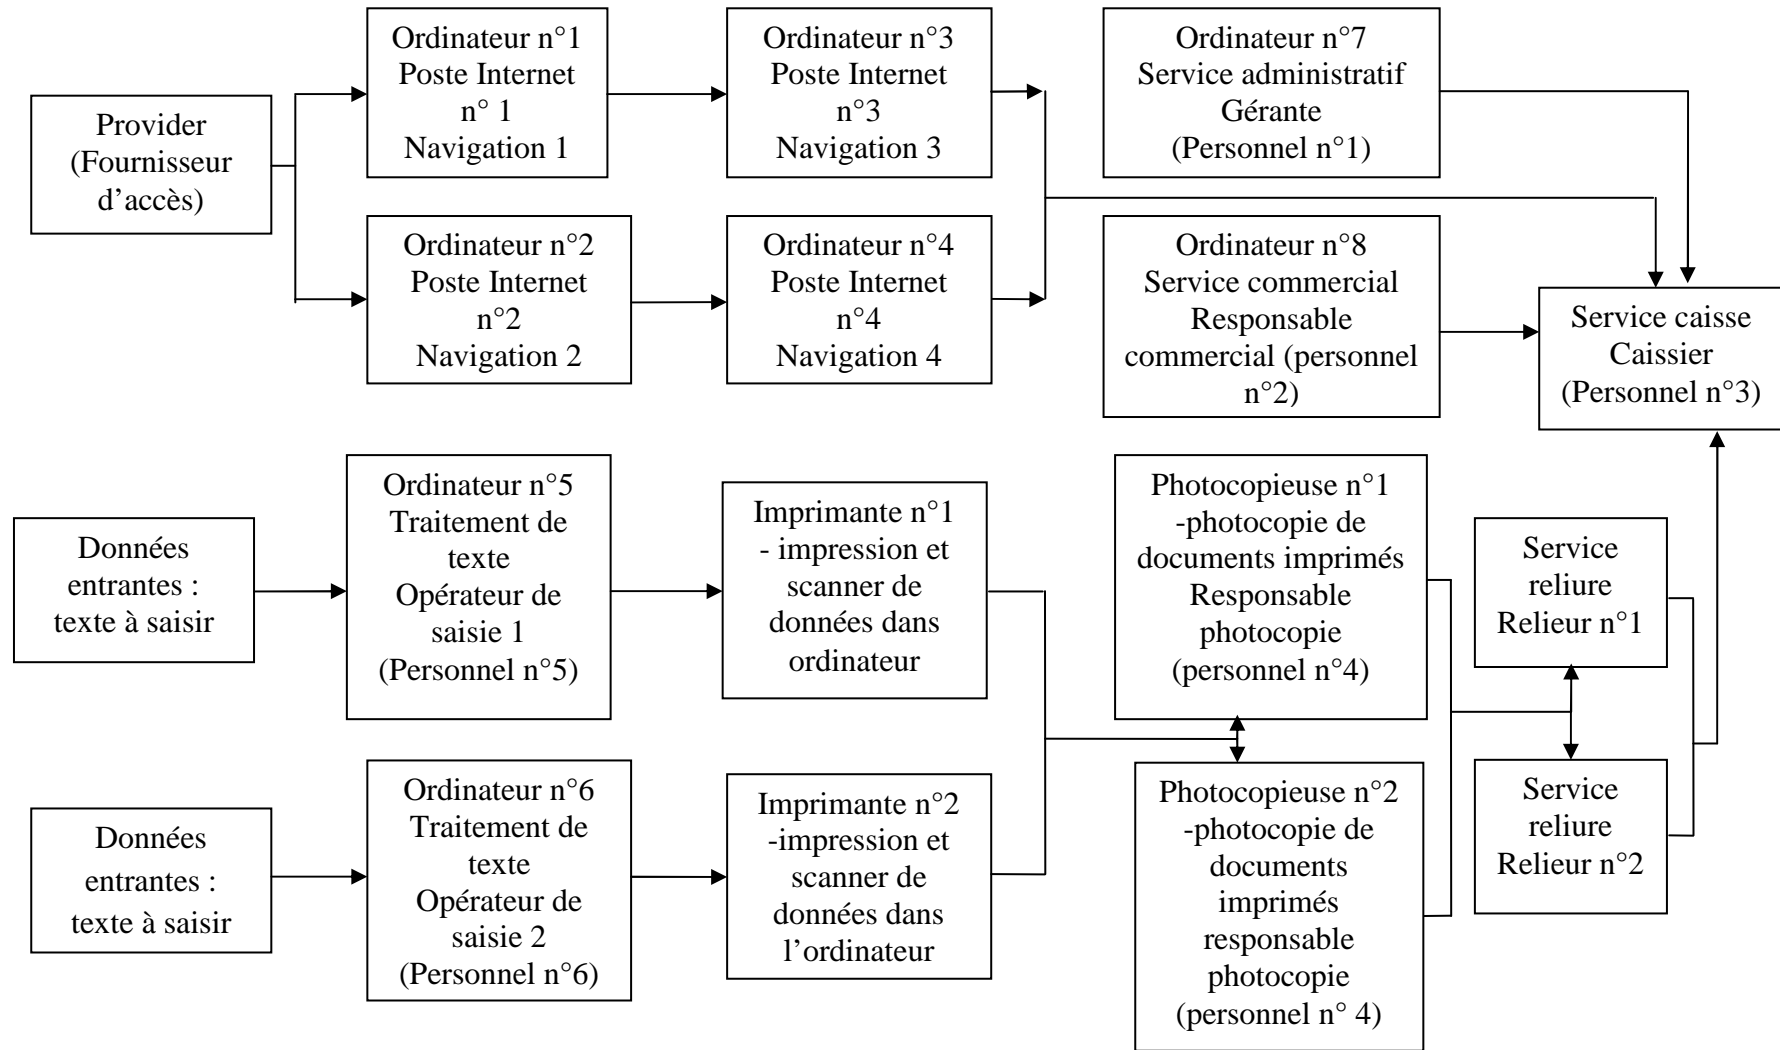 Provider
(Fournisseur
d'accès)
Ordinateur n°1
Poste Internet
n° 1
Navigation 1
Ordinateur n°3
Poste Internet
n°3
Navigation 3
Ordinateur n°7
Service administratif
Gérante
(Personnel n°1)
Ordinateur n°2
Poste Internet
n°2
Navigation 2
Ordinateur n°4
Poste Internet
n°4
Navigation 4
Ordinateur n°8
Service commercial
Responsable
commercial (personnel
n°2)
Service caisse
Caissier
(Personnel n°3)
Données
entrantes :
texte à saisir
Ordinateur n°5
Traitement de
texte
Opérateur de
saisie 1
(Personnel n°5)
Imprimante n°1
- impression et
scanner de
données dans
ordinateur
Photocopieuse n°1
-photocopie de
documents imprimés
Responsable
photocopie
(personnel n°4)
Service
reliure
Relieur n°1
Données
entrantes :
texte à saisir
Ordinateur n°6
Traitement de
texte
Opérateur de
saisie 2
(Personnel n°6)
Imprimante n°2
-impression et
scanner de
données dans
l'ordinateur
Photocopieuse n°2
-photocopie de
documents
imprimés
responsable
photocopie
(personnel n° 4)
Service
reliure
Relieur n°2